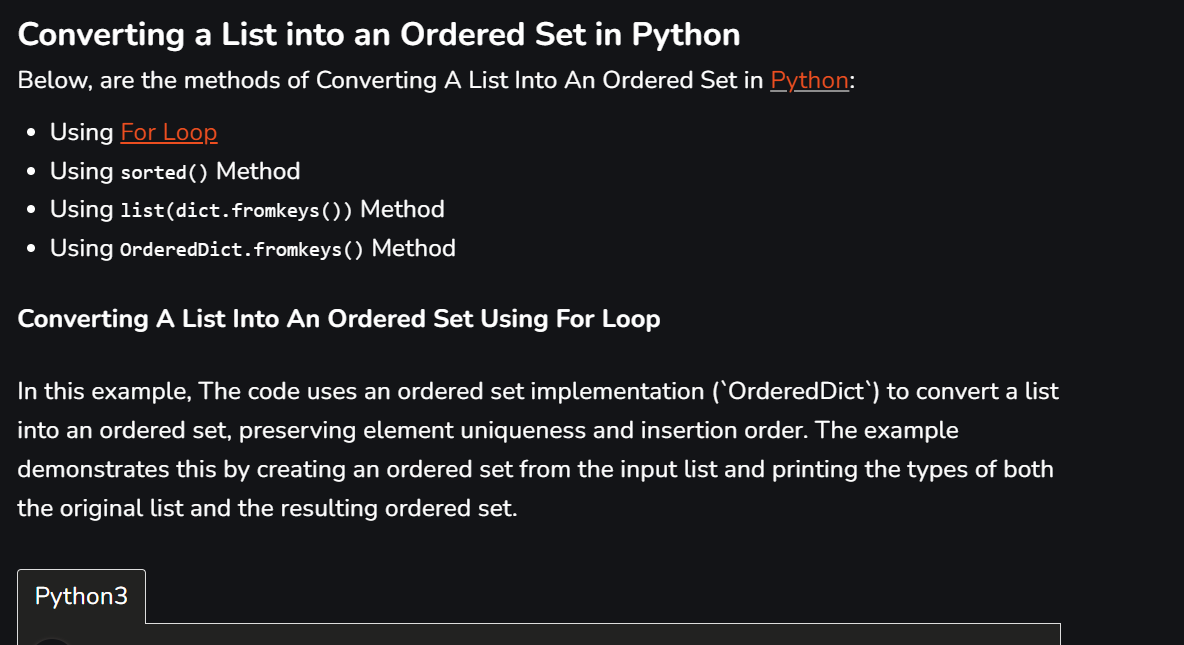 Converting a List into an Ordered Set in Python
Below, are the methods of Converting A List Into An Ordered Set in Python:
• Using For Loop
• Using sorted() Method
• Using list(dict.fromkeys()) Method
• Using OrderedDict.fromkeys() Method
Converting A List Into An Ordered Set Using For Loop
In this example, The code uses an ordered set implementation (`OrderedDict`) to convert a list
into an ordered set, preserving element uniqueness and insertion order. The example
demonstrates this by creating an ordered set from the input list and printing the types of both
the original list and the resulting ordered set.
Python3